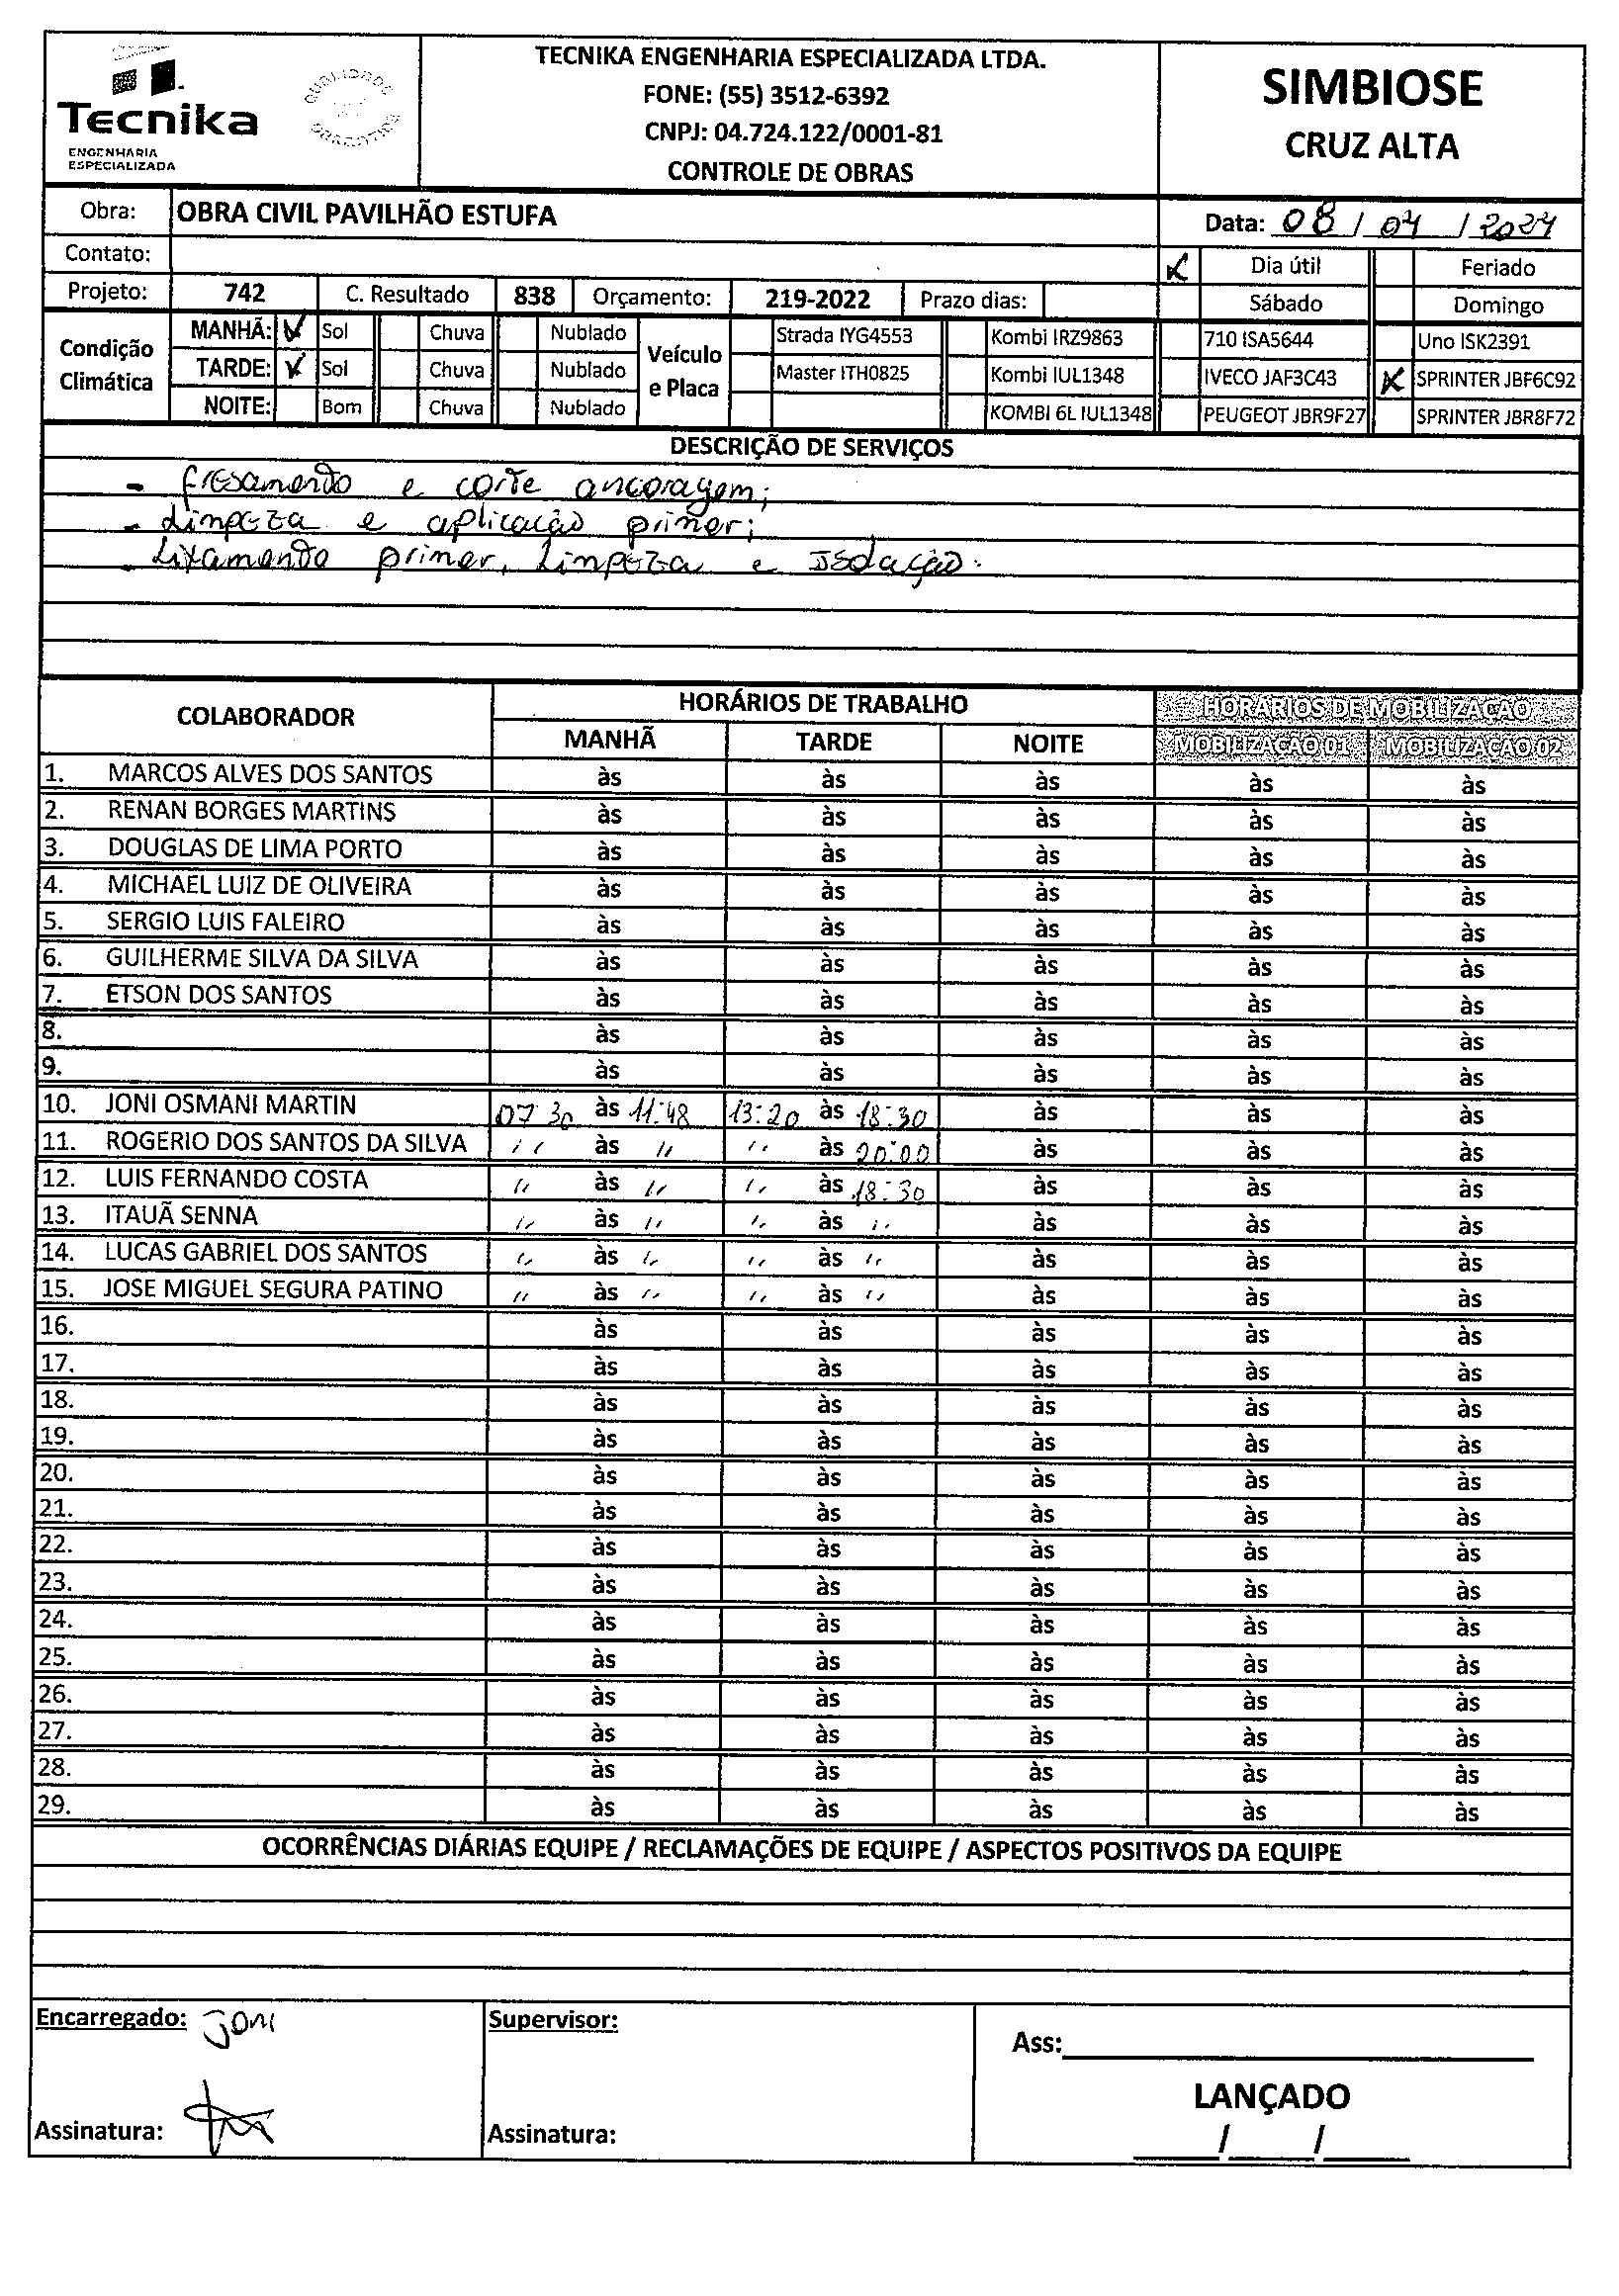 TECNIKA ENGENHARIA ESPECIALIZADA LTDA.
FONE: (55) 3512-6392
CNPJ: 04.724.122/0001-81
CONTROLE DE OBRAS
Tecnika
ENGENHARIA
ESPECIALIZADA
SIMBIOSE
CRUZ ALTA
Obra: OBRA CIVIL PAVILHÃO ESTUFA
Data: 08 / 04 / 2024
Contato:
Dia útil Feriado
Projeto: 742 C. Resultado 838 Orçamento: 219-2022 Prazo dias:
Sábado Domingo
Condição Climática
MANHÃ: Sol Chuva Nublado
TARDE: Sol Chuva Nublado
NOITE: Bom Chuva Nublado
Veículo e Placa
Strada IYG4553 Kombi IRZ9863 710 ISA5644 Uno ISK2391
Master ITH0825 Kombi IUL1348 IVECO JAF3C43 SPRINTER JBF6C92
KOMBI 6L IUL1348 PEUGEOT JBR9F27 SPRINTER JBR8F72
DESCRIÇÃO DE SERVIÇOS
- fresamendo e corte ancoragem;
- Limpeza e aplicação primer;
- Lixamendo primer, Limpeza e Isolação.
COLABORADOR HORÁRIOS DE TRABALHO HORÁRIOS DE MOBILIZAÇÃO
MANHÃ TARDE NOITE MOBILIZAÇÃO 01 MOBILIZAÇÃO 02
1. MARCOS ALVES DOS SANTOS às às às às às
2. RENAN BORGES MARTINS às às às às às
3. DOUGLAS DE LIMA PORTO às às às às às
4. MICHAEL LUIZ DE OLIVEIRA às às às às às
5. SERGIO LUIS FALEIRO às às às às às
6. GUILHERME SILVA DA SILVA às às às às às
7. ETSON DOS SANTOS às às às às às
8. às às às às às
9. às às às às às
10. JONI OSMANI MARTIN 07 30 às 11:48 13:20 às 18:30 às às às
11. ROGERIO DOS SANTOS DA SILVA " às " " às 20:00 às às às
12. LUIS FERNANDO COSTA " às " " às 18:30 às às às
13. ITAUÃ SENNA " às " " às " às às às
14. LUCAS GABRIEL DOS SANTOS " às " " às " às às às
15. JOSE MIGUEL SEGURA PATINO " às " " às " às às às
16. às às às às às
17. às às às às às
18. às às às às às
19. às às às às às
20. às às às às às
21. às às às às às
22. às às às às às
23. às às às às às
24. às às às às às
25. às às às às às
26. às às às às às
27. às às às às às
28. às às às às às
29. às às às às às
OCORRÊNCIAS DIÁRIAS EQUIPE / RECLAMAÇÕES DE EQUIPE / ASPECTOS POSITIVOS DA EQUIPE
Encarregado: Joni
Supervisor:
Ass:
LANÇADO
Assinatura:
Assinatura:
/ /